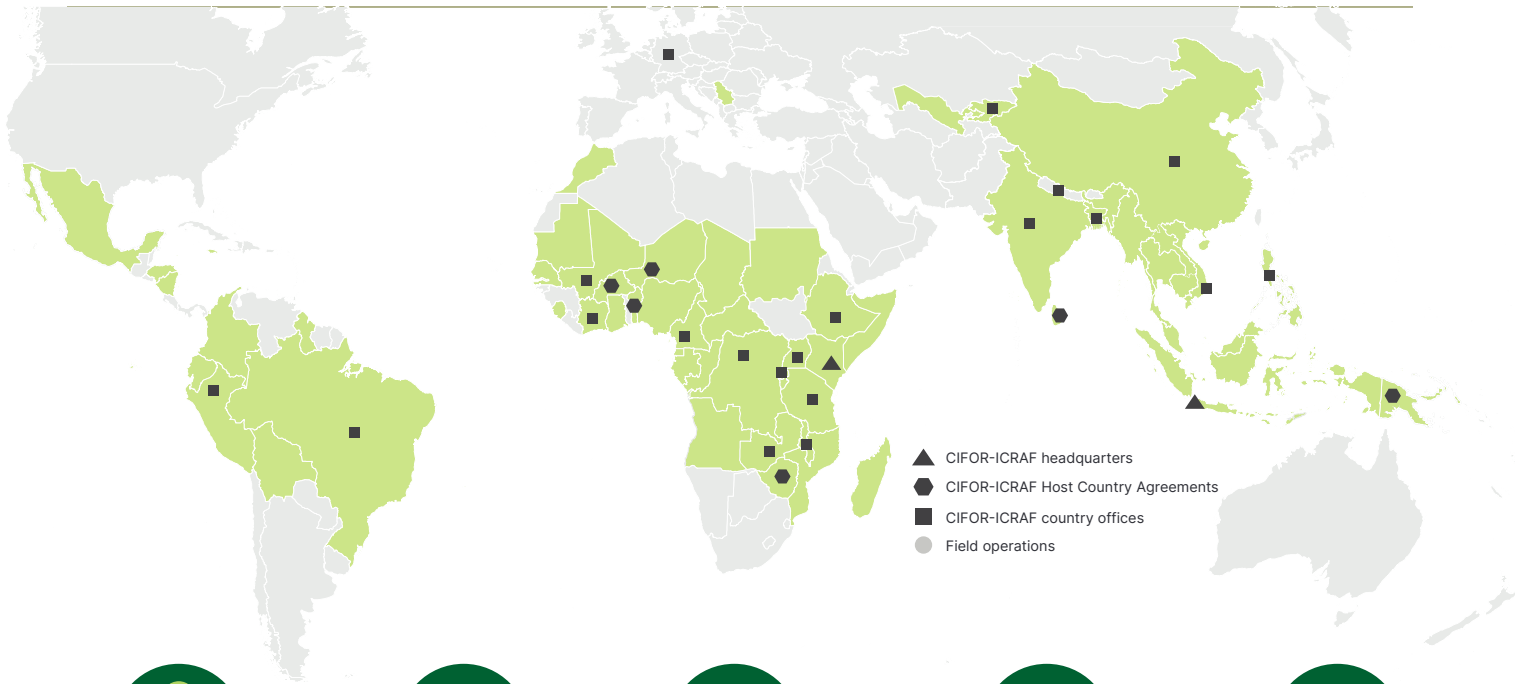 CIFOR-ICRAF headquarters
CIFOR-ICRAF Host Country Agreements
CIFOR-ICRAF country offices
Field operations